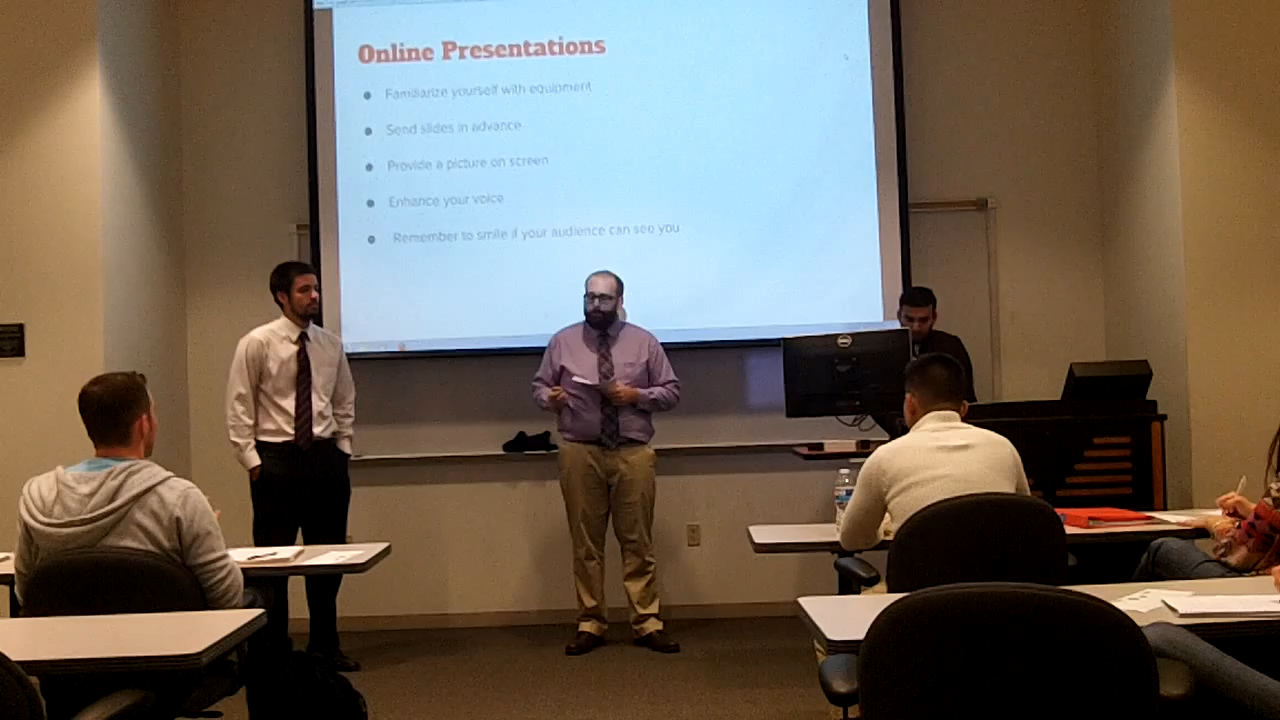 Online Presentations
Familiarize yourself with equipment
Send slides in advance
Provide a picture on screen
Enhance your voice
Remember to smile if your audience can see you
DELL